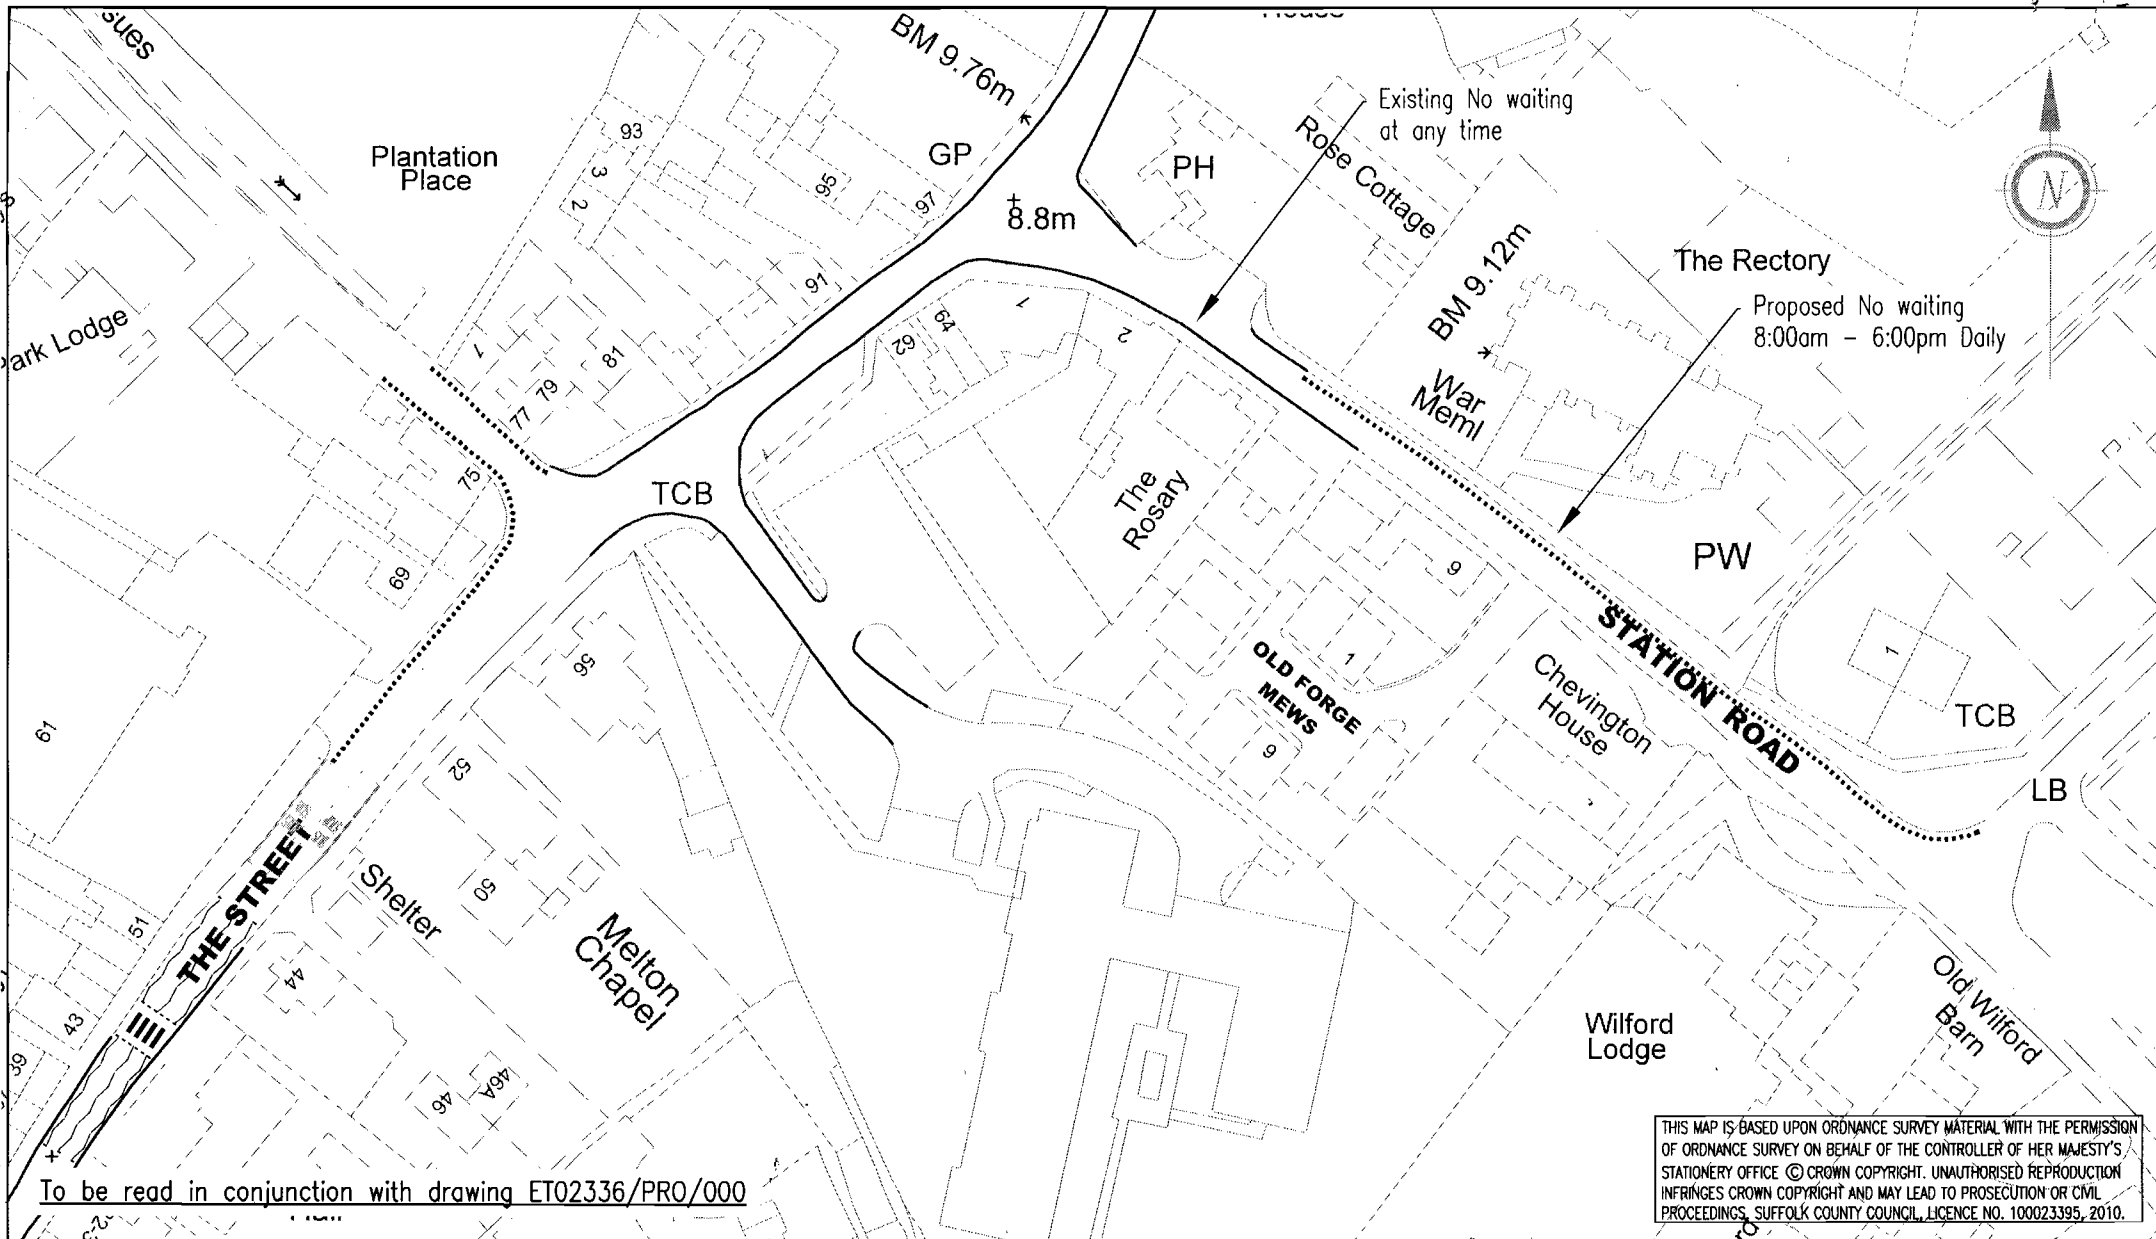 sues
BM 9.76m
House
Plantation
Place
93
3
2
95
GP
97
8.8m
PH
Existing No waiting
at any time
Rose Cottage
BM 9.12m
The Rectory
Proposed No waiting
8:00am - 6:00pm Daily
N
Park Lodge
1
77
79
81
91
62
64
1
2
War
Meml
75
69
TCB
The
Rosary
9
PW
STATION ROAD
1
TCB
LB
56
OLD FORGE
MEWS
1
9
Chevington
House
61
52
50
THE STREET
Shelter
51
44
43
39
Melton
Chapel
46
46A
Wilford
Lodge
Old Wilford
Barn
To be read in conjunction with drawing ET02336/PRO/000
THIS MAP IS BASED UPON ORDNANCE SURVEY MATERIAL WITH THE PERMISSION
OF ORDNANCE SURVEY ON BEHALF OF THE CONTROLLER OF HER MAJESTY'S
STATIONERY OFFICE © CROWN COPYRIGHT. UNAUTHORISED REPRODUCTION
INFRINGES CROWN COPYRIGHT AND MAY LEAD TO PROSECUTION OR CIVIL
PROCEEDINGS, SUFFOLK COUNTY COUNCIL, LICENCE NO. 100023395, 2010.